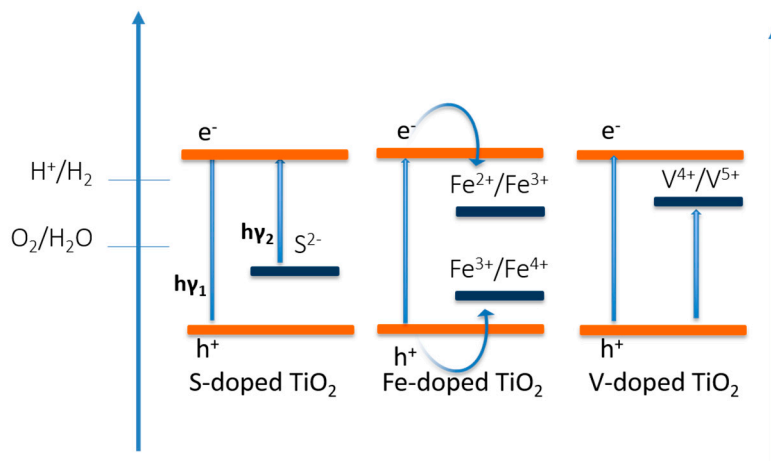 e⁻ e⁻ e⁻
H⁺/H₂
Fe²⁺/Fe³⁺
V⁴⁺/V⁵⁺
O₂/H₂O
hγ₂
S²⁻
hγ₁
Fe³⁺/Fe⁴⁺
h⁺ h⁺ h⁺
S-doped TiO₂ Fe-doped TiO₂ V-doped TiO₂